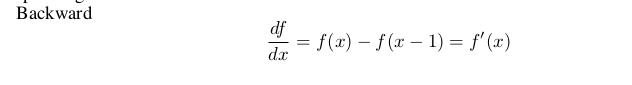 Backward
df/dx = f(x) − f(x − 1) = f′(x)